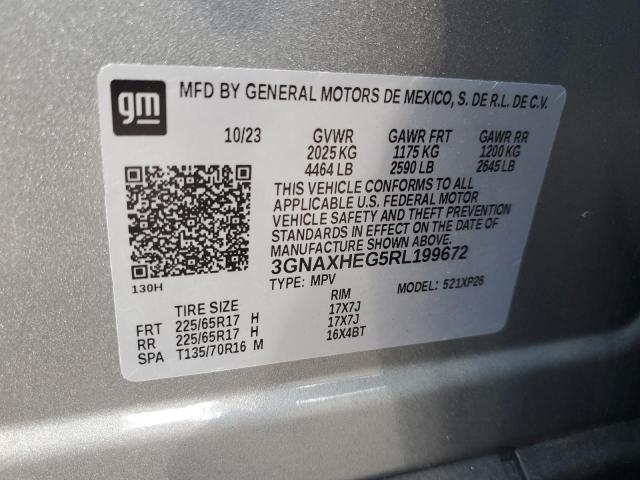 gm
MFD BY GENERAL MOTORS DE MEXICO, S. DE R.L. DE C.V.
10/23 GVWR GAWR FRT GAWR RR
2025 KG 1175 KG 1200 KG
4464 LB 2590 LB 2645 LB
THIS VEHICLE CONFORMS TO ALL
APPLICABLE U.S. FEDERAL MOTOR
VEHICLE SAFETY AND THEFT PREVENTION
STANDARDS IN EFFECT ON THE DATE OF
MANUFACTURE SHOWN ABOVE.
3GNAXHEG5RL199672
130H
TYPE: MPV MODEL: 521XP26
TIRE SIZE RIM
FRT 225/65R17 H 17X7J
RR 225/65R17 H 17X7J
SPA T135/70R16 M 16X4BT